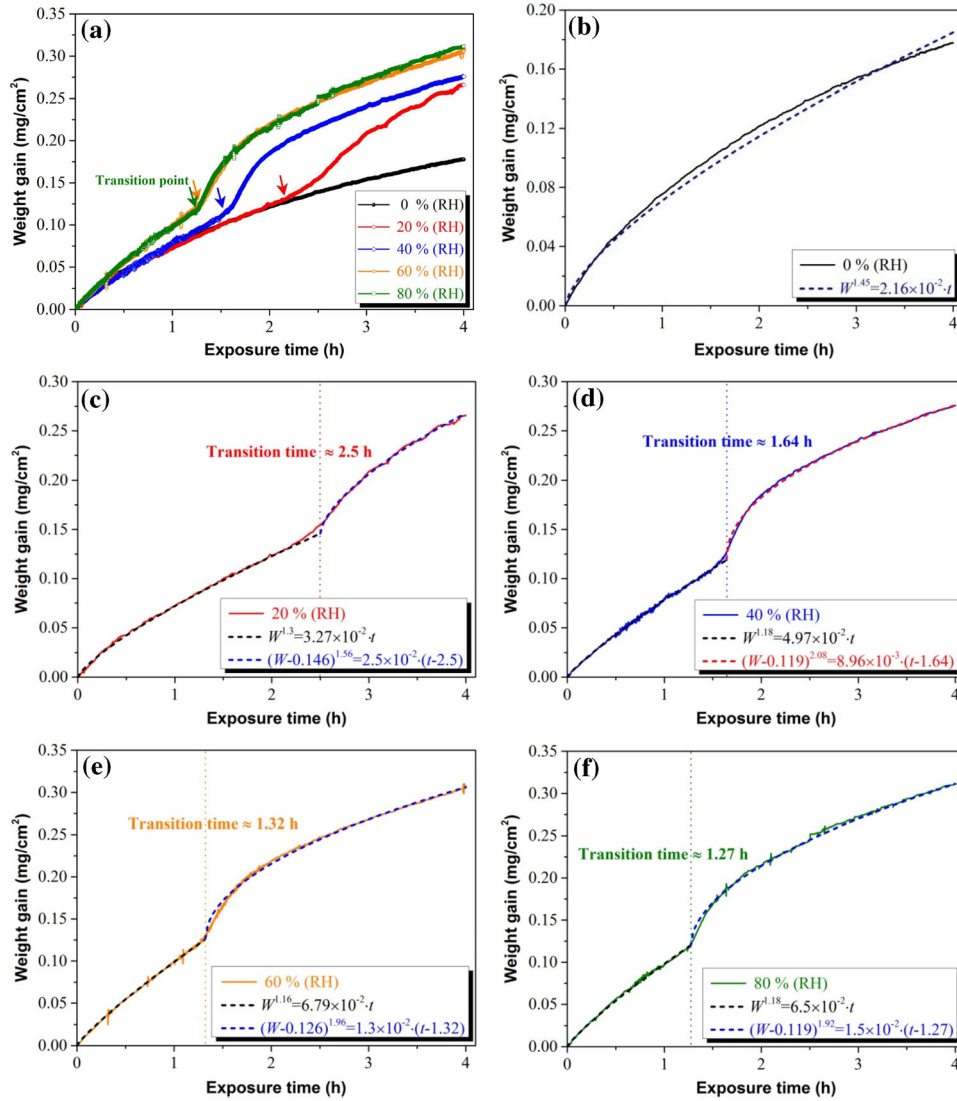 (a)
Weight gain (mg/cm²)
0.35
0.30
0.25
0.20
0.15
0.10
0.05
0.00
Transition point
0 % (RH)
20 % (RH)
40 % (RH)
60 % (RH)
80 % (RH)
0 1 2 3 4
Exposure time (h)
(b)
Weight gain (mg/cm²)
0.20
0.16
0.12
0.08
0.04
0.00
0 % (RH)
W^1.45=2.16×10^-2·t
0 1 2 3 4
Exposure time (h)
(c)
Weight gain (mg/cm²)
0.30
0.25
0.20
0.15
0.10
0.05
0.00
Transition time ≈ 2.5 h
20 % (RH)
W^1.3=3.27×10^-2·t
(W-0.146)^1.56=2.5×10^-2·(t-2.5)
0 1 2 3 4
Exposure time (h)
(d)
Weight gain (mg/cm²)
0.30
0.25
0.20
0.15
0.10
0.05
0.00
Transition time ≈ 1.64 h
40 % (RH)
W^1.18=4.97×10^-2·t
(W-0.119)^2.08=8.96×10^-3·(t-1.64)
0 1 2 3 4
Exposure time (h)
(e)
Weight gain (mg/cm²)
0.35
0.30
0.25
0.20
0.15
0.10
0.05
0.00
Transition time ≈ 1.32 h
60 % (RH)
W^1.16=6.79×10^-2·t
(W-0.126)^1.96=1.3×10^-2·(t-1.32)
0 1 2 3 4
Exposure time (h)
(f)
Weight gain (mg/cm²)
0.35
0.30
0.25
0.20
0.15
0.10
0.05
0.00
Transition time ≈ 1.27 h
80 % (RH)
W^1.18=6.5×10^-2·t
(W-0.119)^1.92=1.5×10^-2·(t-1.27)
0 1 2 3 4
Exposure time (h)